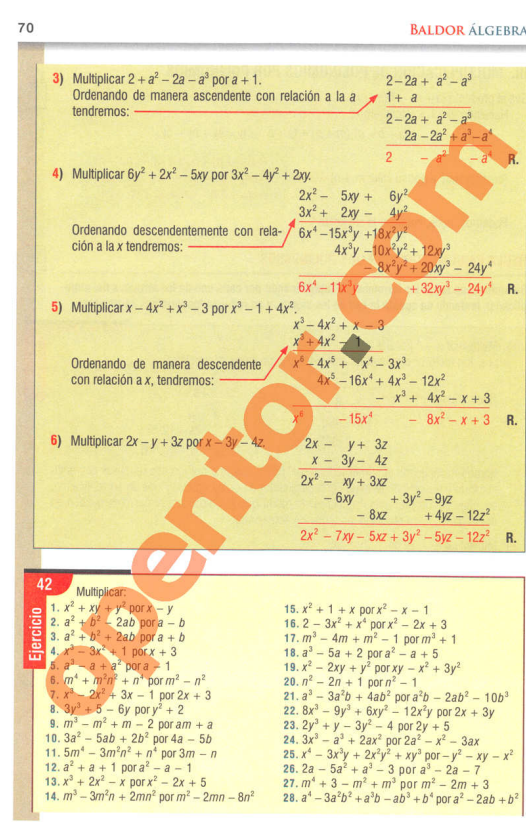 70
BALDOR ÁLGEBRA
3) Multiplicar 2 + a² – 2a – a³ por a + 1.
Ordenando de manera ascendente con relación a la a
tendremos:
2 – 2a + a² – a³
1 + a
2 – 2a + a² – a³
2a – 2a² + a³ – a⁴
2 – a² – a⁴ R.
4) Multiplicar 6y² + 2x² – 5xy por 3x² – 4y² + 2xy.
Ordenando descendentemente con rela-
ción a la x tendremos:
2x² – 5xy + 6y²
3x² + 2xy – 4y²
6x⁴ – 15x³y + 18x²y²
4x³y – 10x²y² + 12xy³
– 8x²y² + 20xy³ – 24y⁴
6x⁴ – 11x³y + 32xy³ – 24y⁴ R.
5) Multiplicar x – 4x² + x³ – 3 por x³ – 1 + 4x².
Ordenando de manera descendente
con relación a x, tendremos:
x³ – 4x² + x – 3
x³ + 4x² – 1
x⁶ – 4x⁵ + x⁴ – 3x³
4x⁵ – 16x⁴ + 4x³ – 12x²
– x³ + 4x² – x + 3
x⁶ – 15x⁴ – 8x² – x + 3 R.
6) Multiplicar 2x – y + 3z por x – 3y – 4z.
2x – y + 3z
x – 3y – 4z
2x² – xy + 3xz
– 6xy + 3y² – 9yz
– 8xz + 4yz – 12z²
2x² – 7xy – 5xz + 3y² – 5yz – 12z² R.
opentor.com
Ejercicio
42
Multiplicar:
1. x² + xy + y² por x – y
2. a² + b² – 2ab por a – b
3. a² + b² + 2ab por a + b
4. x³ – 3x² + 1 por x + 3
5. a³ – a + a² por a – 1
6. m⁴ + m²n² + n⁴ por m² – n²
7. x³ – 2x² + 3x – 1 por 2x + 3
8. 3y³ + 5 – 6y por y² + 2
9. m³ – m² + m – 2 por am + a
10. 3a² – 5ab + 2b² por 4a – 5b
11. 5m⁴ – 3m²n² + n⁴ por 3m – n
12. a² + a + 1 por a² – a – 1
13. x³ + 2x² – x por x² – 2x + 5
14. m³ – 3m²n + 2mn² por m² – 2mn – 8n²
15. x² + 1 + x por x² – x – 1
16. 2 – 3x² + x⁴ por x² – 2x + 3
17. m³ – 4m + m² – 1 por m³ + 1
18. a³ – 5a + 2 por a² – a + 5
19. x² – 2xy + y² por xy – x² + 3y²
20. n² – 2n + 1 por n² – 1
21. a³ – 3a²b + 4ab² por a²b – 2ab² – 10b³
22. 8x³ – 9y³ + 6xy² – 12x²y por 2x + 3y
23. 2y³ + y – 3y² – 4 por 2y + 5
24. 3x³ – a³ + 2ax² por 2a² – x² – 3ax
25. x⁴ – 3x³y + 2x²y² + xy³ por – y² – xy – x²
26. 2a – 5a² + a³ – 3 por a³ – 2a – 7
27. m⁴ + 3 – m² + m³ por m² – 2m + 3
28. a⁴ – 3a²b² + a³b – ab³ + b⁴ por a² – 2ab + b²